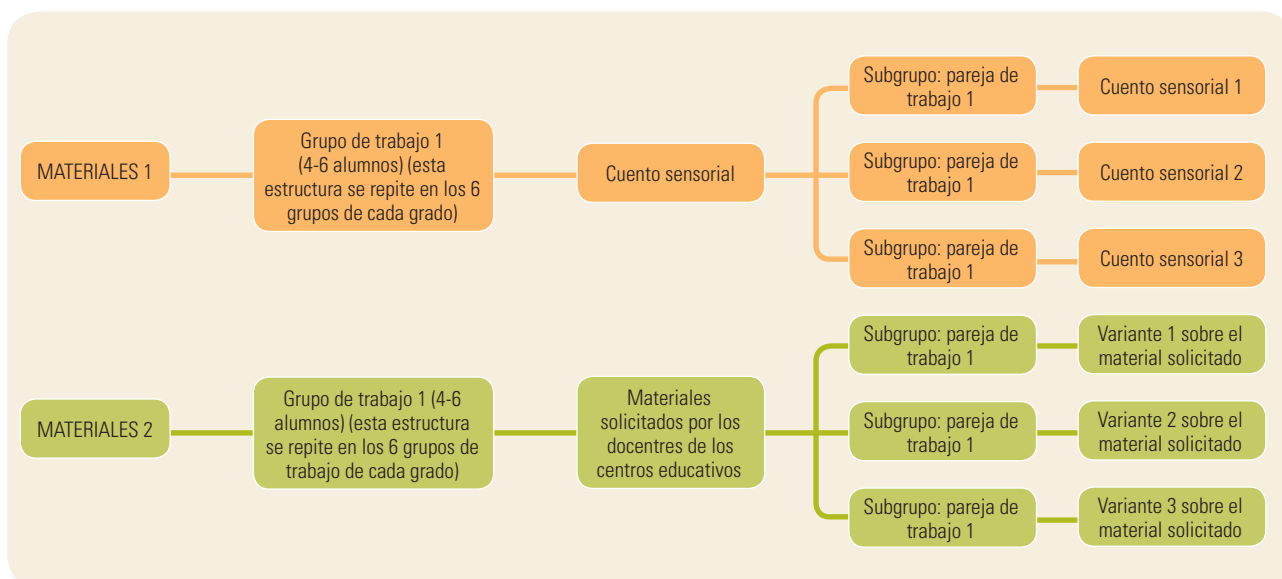 MATERIALES 1
Grupo de trabajo 1
(4-6 alumnos) (esta
estructura se repite en los 6
grupos de cada grado)
Cuento sensorial
Subgrupo: pareja de
trabajo 1
Cuento sensorial 1
Subgrupo: pareja de
trabajo 1
Cuento sensorial 2
Subgrupo: pareja de
trabajo 1
Cuento sensorial 3
MATERIALES 2
Grupo de trabajo 1 (4-6
alumnos) (esta estructura
se repite en los 6 grupos de
trabajo de cada grado)
Materiales
solicitados por los
docentres de los
centros educativos
Subgrupo: pareja de
trabajo 1
Variante 1 sobre el
material solicitado
Subgrupo: pareja de
trabajo 1
Variante 2 sobre el
material solicitado
Subgrupo: pareja de
trabajo 1
Variante 3 sobre el
material solicitado